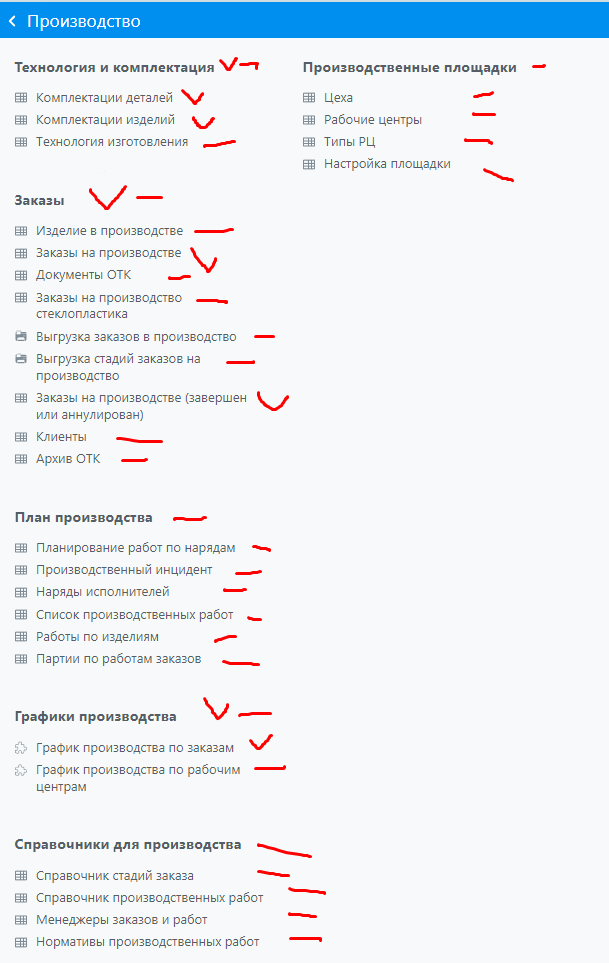 Производство
Технология и комплектация
Комплектации деталей
Комплектации изделий
Технология изготовления
Заказы
Изделие в производстве
Заказы на производстве
Документы ОТК
Заказы на производство
стеклопластика
Выгрузка заказов в производство
Выгрузка стадий заказов на
производство
Заказы на производстве (завершен
или аннулирован)
Клиенты
Архив ОТК
План производства
Планирование работ по нарядам
Производственный инцидент
Наряды исполнителей
Список производственных работ
Работы по изделиям
Партии по работам заказов
Графики производства
График производства по заказам
График производства по рабочим
центрам
Справочники для производства
Справочник стадий заказа
Справочник производственных работ
Менеджеры заказов и работ
Нормативы производственных работ
Производственные площадки
Цеха
Рабочие центры
Типы РЦ
Настройка площадки